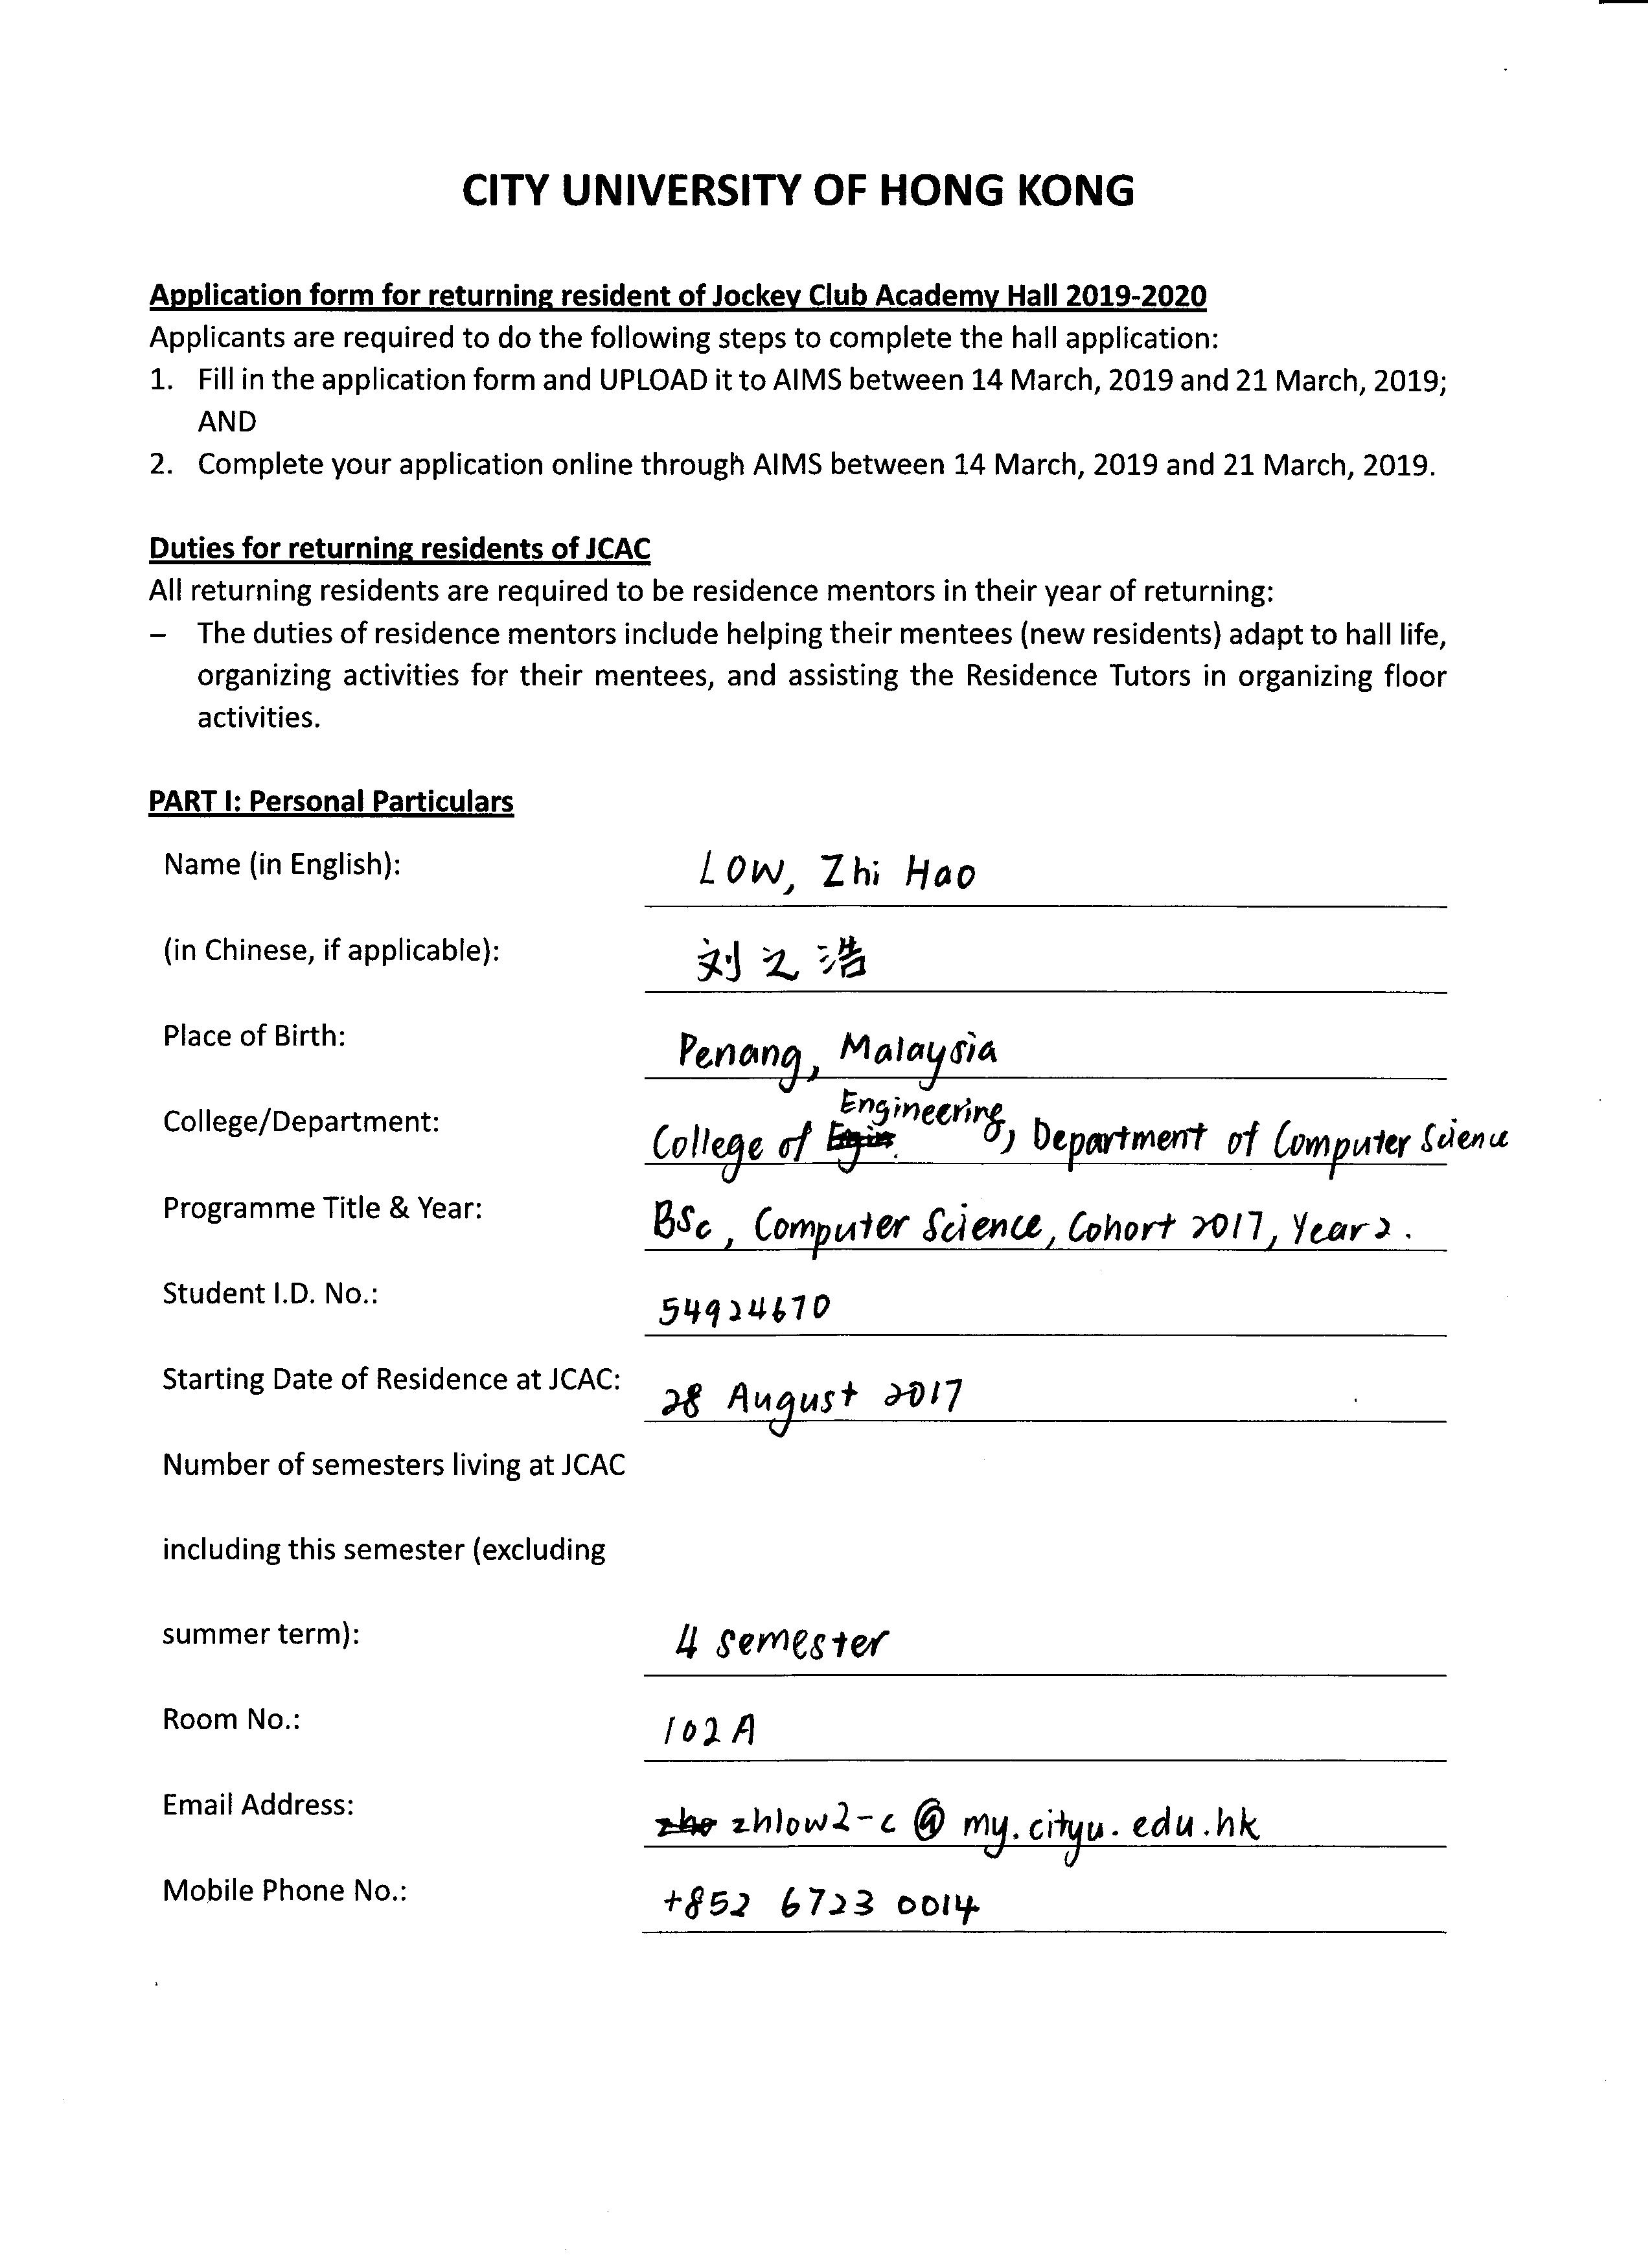 CITY UNIVERSITY OF HONG KONG
Application form for returning resident of Jockey Club Academy Hall 2019-2020
Applicants are required to do the following steps to complete the hall application:
1. Fill in the application form and UPLOAD it to AIMS between 14 March, 2019 and 21 March, 2019;
AND
2. Complete your application online through AIMS between 14 March, 2019 and 21 March, 2019.
Duties for returning residents of JCAC
All returning residents are required to be residence mentors in their year of returning:
– The duties of residence mentors include helping their mentees (new residents) adapt to hall life,
organizing activities for their mentees, and assisting the Residence Tutors in organizing floor
activities.
PART I: Personal Particulars
Name (in English): LOW, Zhi Hao
(in Chinese, if applicable): 刘之浩
Place of Birth: Penang, Malaysia
College/Department: College of Engineering, Department of Computer Science
Programme Title & Year: BSc, Computer Science, Cohort 2017, Year 2.
Student I.D. No.: 54924670
Starting Date of Residence at JCAC: 28 August 2017
Number of semesters living at JCAC
including this semester (excluding
summer term): 4 semester
Room No.: 102A
Email Address: zhlow2-c@my.cityu.edu.hk
Mobile Phone No.: +852 6723 0014